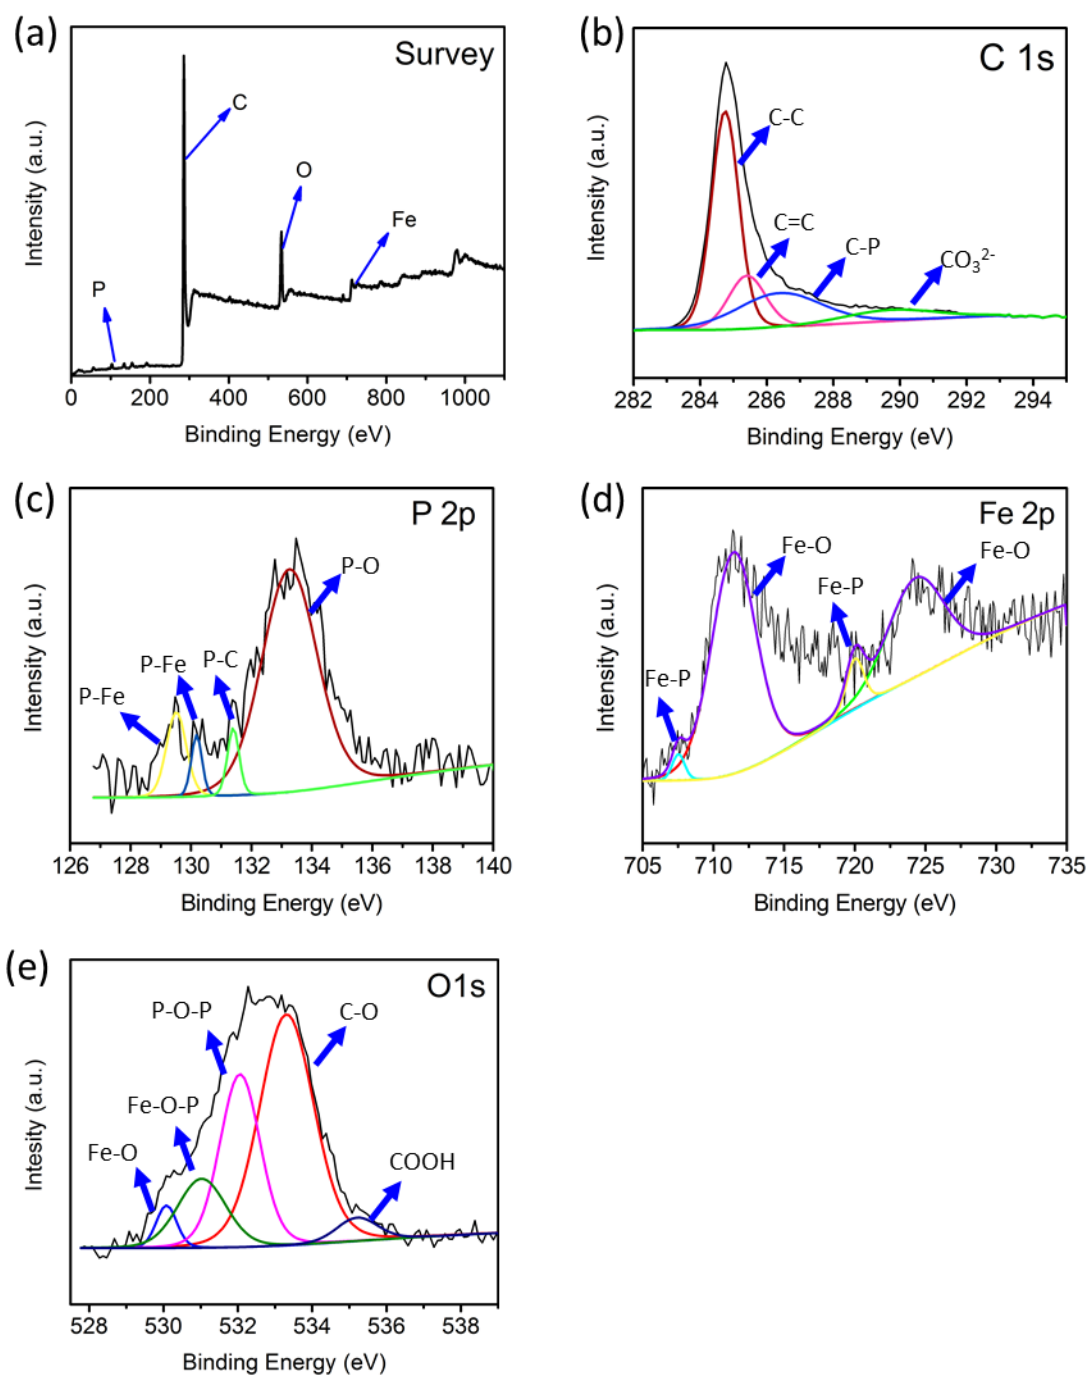 (a)
Survey
C
O
Fe
P
Intensity (a.u.)
0 200 400 600 800 1000
Binding Energy (eV)
(b)
C 1s
C-C
C=C
C-P
CO₃²⁻
Intensity (a.u.)
282 284 286 288 290 292 294
Binding Energy (eV)
(c)
P 2p
P-O
P-C
P-Fe
P-Fe
Intensity (a.u.)
126 128 130 132 134 136 138 140
Binding Energy (eV)
(d)
Fe 2p
Fe-O
Fe-O
Fe-P
Fe-P
Intensity (a.u.)
705 710 715 720 725 730 735
Binding Energy (eV)
(e)
O1s
P-O-P
C-O
Fe-O-P
Fe-O
COOH
Intesity (a.u.)
528 530 532 534 536 538
Binding Energy (eV)